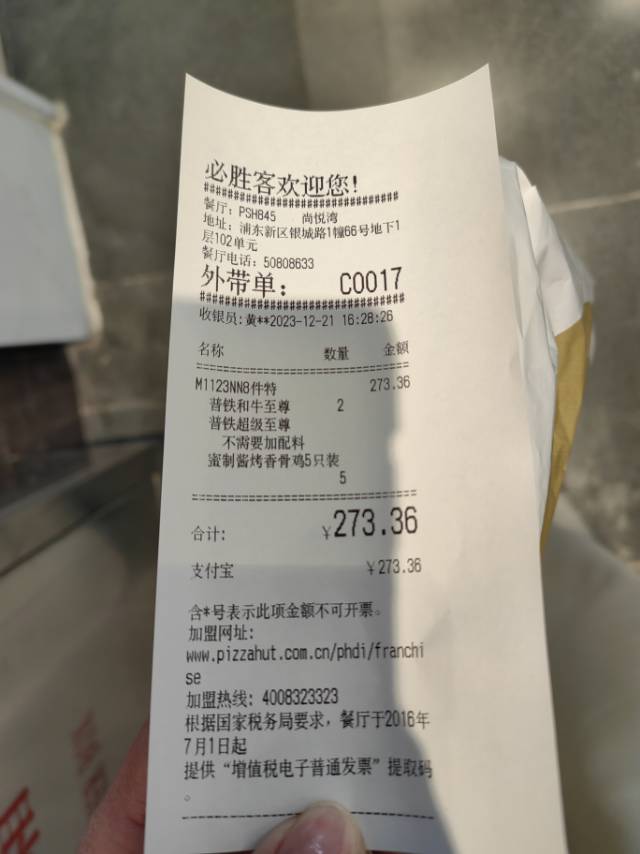 必胜客欢迎您!
######################################
餐厅: PSH845 尚悦湾
地址: 浦东新区银城路1幢66号地下1
层102单元
餐厅电话: 50808633
外带单: C0017
######################################
收银员:黄**2023-12-21 16:28:26
名称 数量 金额
======================================
M1123NN8件特 273.36
普铁和牛至尊 2
普铁超级至尊
不需要加配料
蜜制酱烤香骨鸡5只装
5
======================================
合计: ¥273.36
支付宝 ¥273.36
含*号表示此项金额不可开票。
加盟网址:
www.pizzahut.com.cn/phdi/franchi
se
加盟热线: 4008323323
根据国家税务局要求，餐厅于2016年
7月1日起
提供“增值税电子普通发票”提取码
。
--------------------------------------